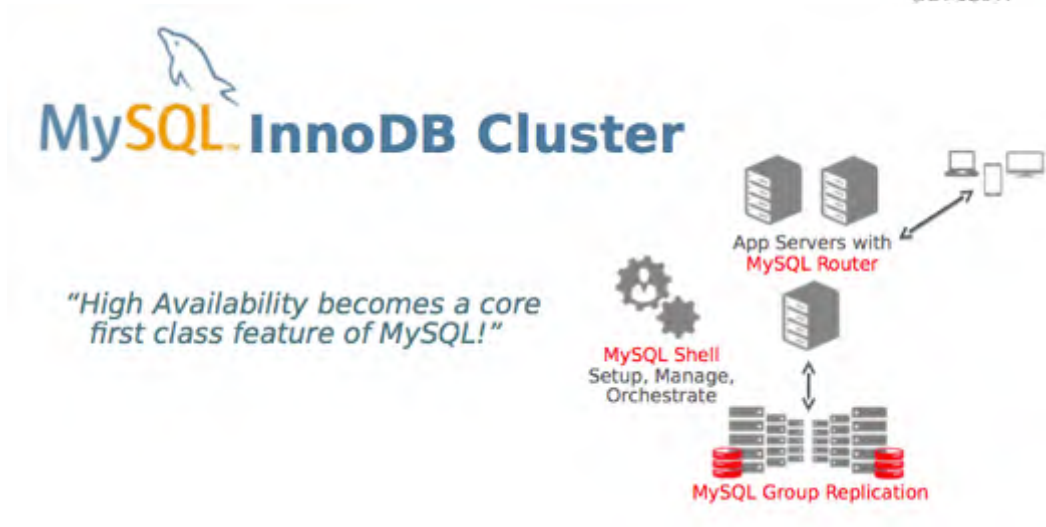 MySQL™ InnoDB Cluster
App Servers with
MySQL Router
"High Availability becomes a core
first class feature of MySQL!"
MySQL Shell
Setup, Manage,
Orchestrate
MySQL Group Replication